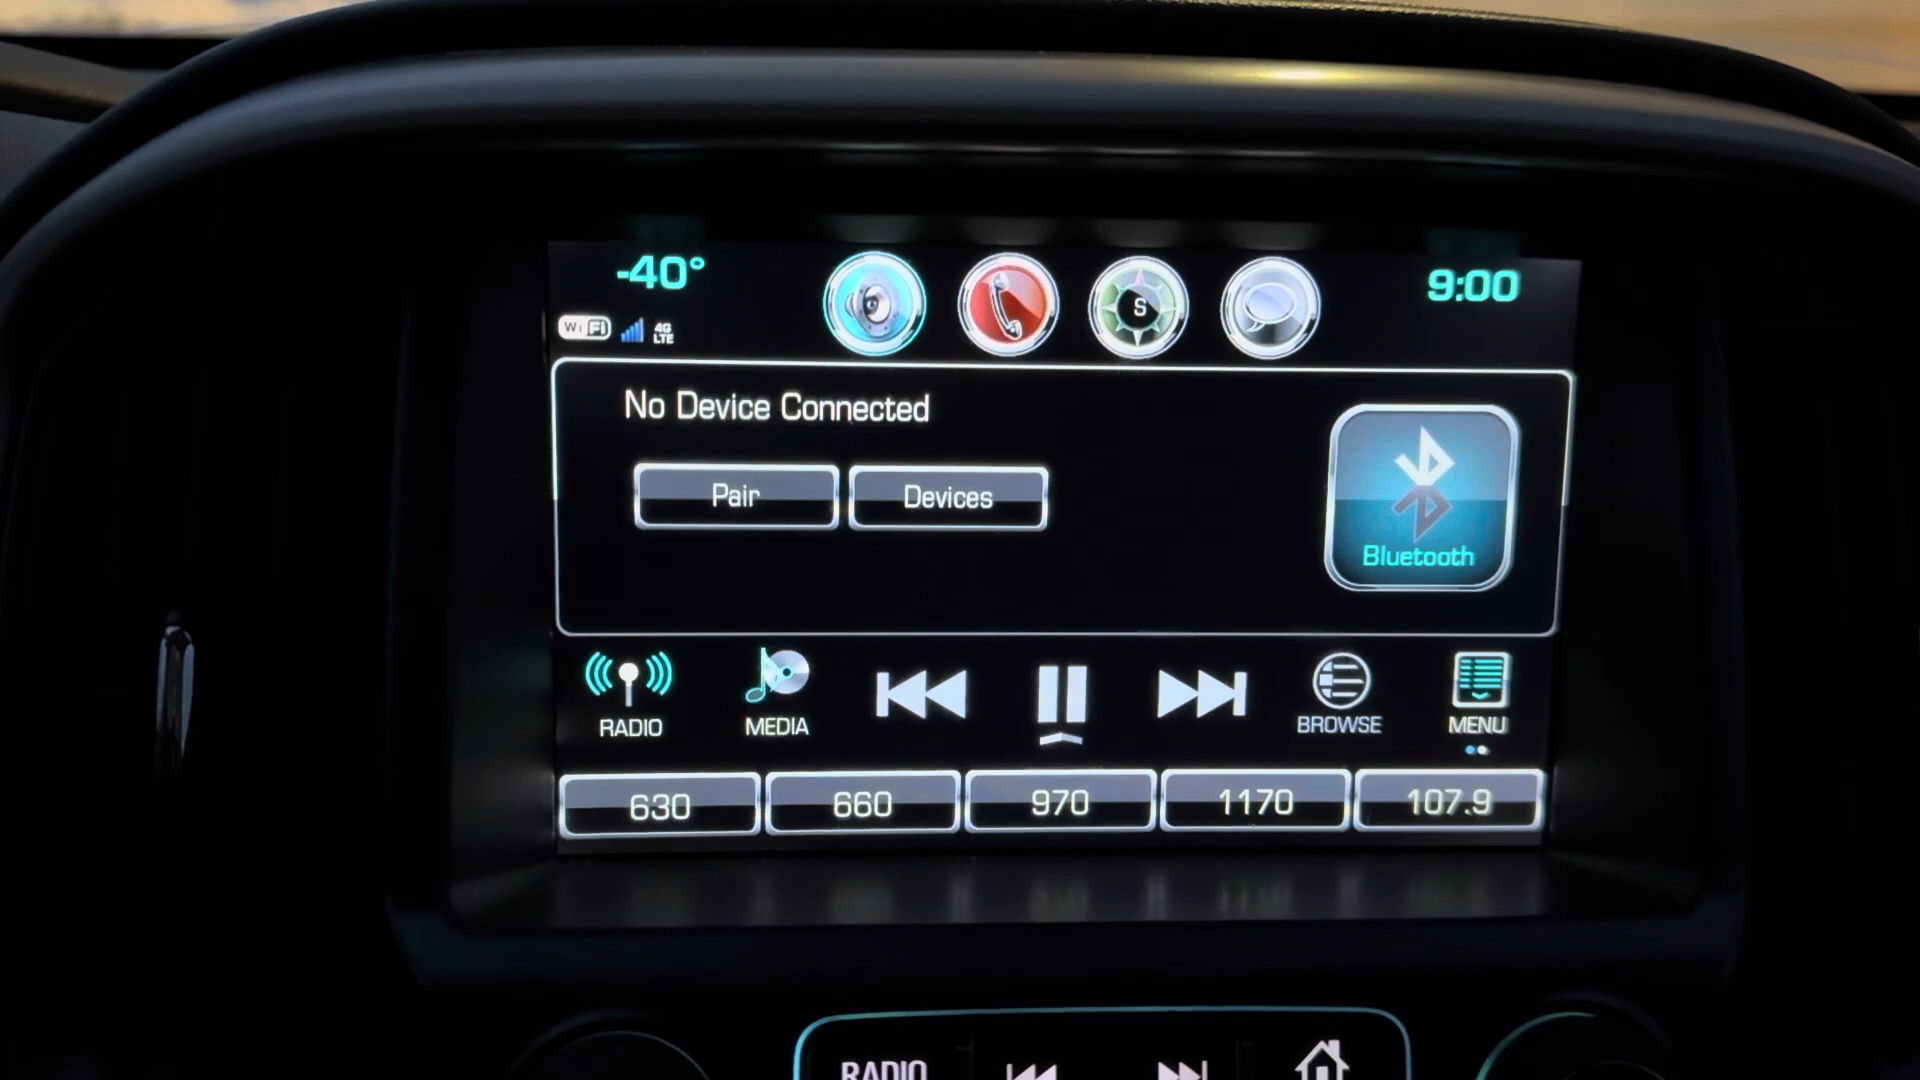 -40° 9:00
WiFi 4G LTE
S
No Device Connected
Pair Devices
Bluetooth
RADIO MEDIA BROWSE MENU
630 660 970 1170 107.9
RADIO